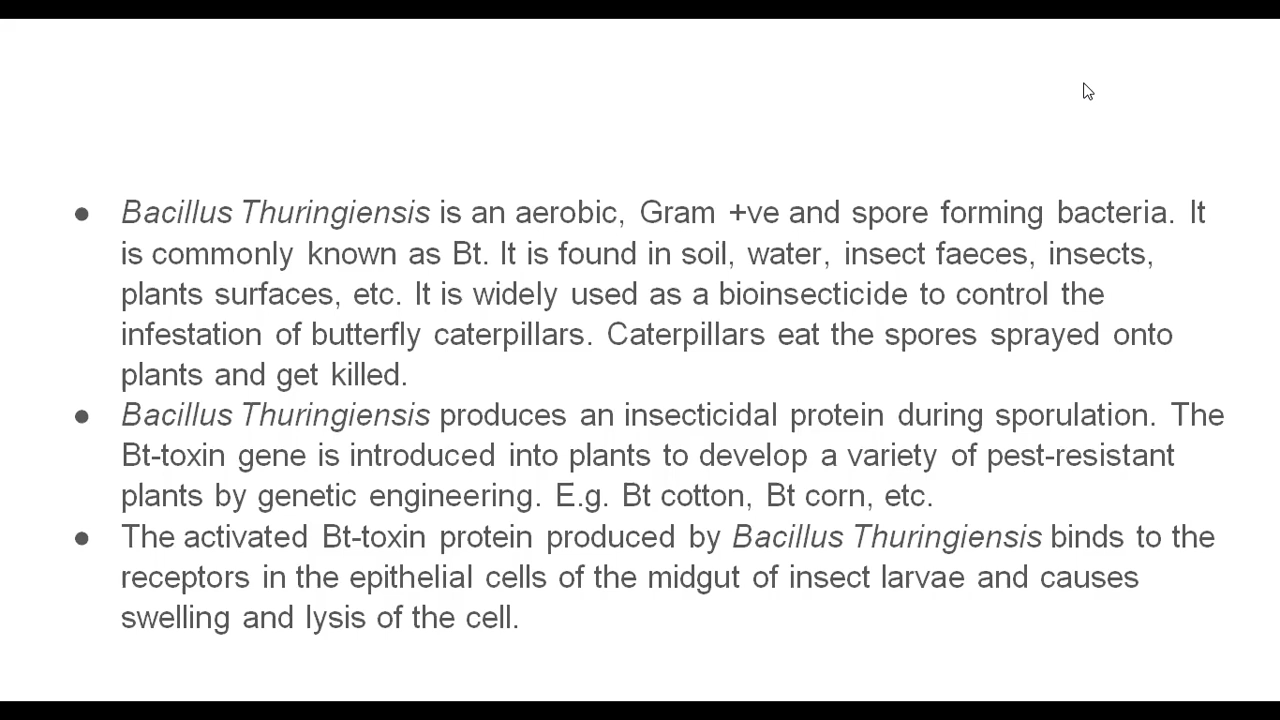 ● Bacillus Thuringiensis is an aerobic, Gram +ve and spore forming bacteria. It
is commonly known as Bt. It is found in soil, water, insect faeces, insects,
plants surfaces, etc. It is widely used as a bioinsecticide to control the
infestation of butterfly caterpillars. Caterpillars eat the spores sprayed onto
plants and get killed.
● Bacillus Thuringiensis produces an insecticidal protein during sporulation. The
Bt-toxin gene is introduced into plants to develop a variety of pest-resistant
plants by genetic engineering. E.g. Bt cotton, Bt corn, etc.
● The activated Bt-toxin protein produced by Bacillus Thuringiensis binds to the
receptors in the epithelial cells of the midgut of insect larvae and causes
swelling and lysis of the cell.